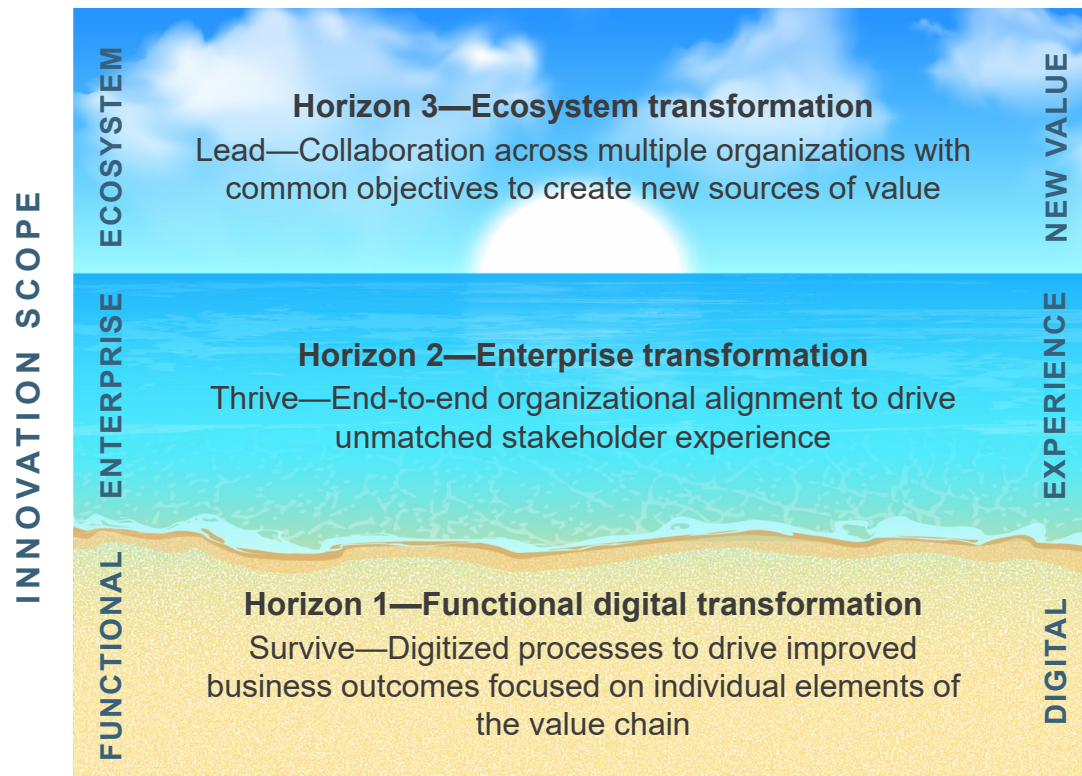 INNOVATION SCOPE
ECOSYSTEM
Horizon 3—Ecosystem transformation
Lead—Collaboration across multiple organizations with
common objectives to create new sources of value
NEW VALUE
ENTERPRISE
Horizon 2—Enterprise transformation
Thrive—End-to-end organizational alignment to drive
unmatched stakeholder experience
EXPERIENCE
FUNCTIONAL
Horizon 1—Functional digital transformation
Survive—Digitized processes to drive improved
business outcomes focused on individual elements of
the value chain
DIGITAL